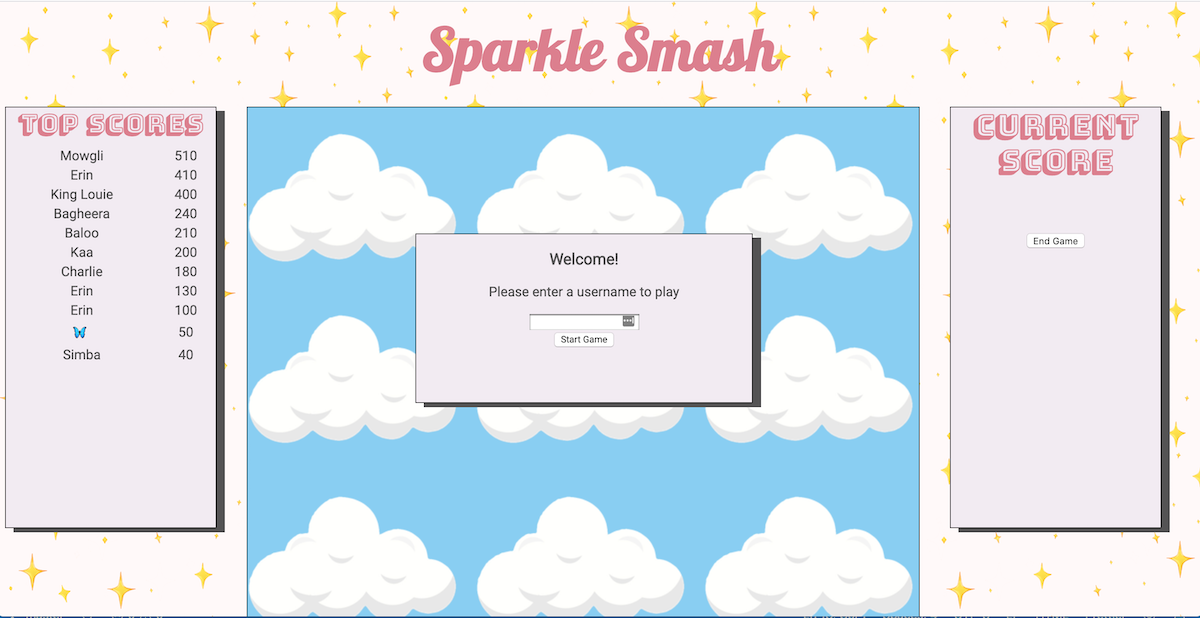 Sparkle Smash
TOP SCORES
Mowgli 510
Erin 410
King Louie 400
Bagheera 240
Baloo 210
Kaa 200
Charlie 180
Erin 130
Erin 100
🦋 50
Simba 40
Welcome!
Please enter a username to play
Start Game
CURRENT
SCORE
End Game